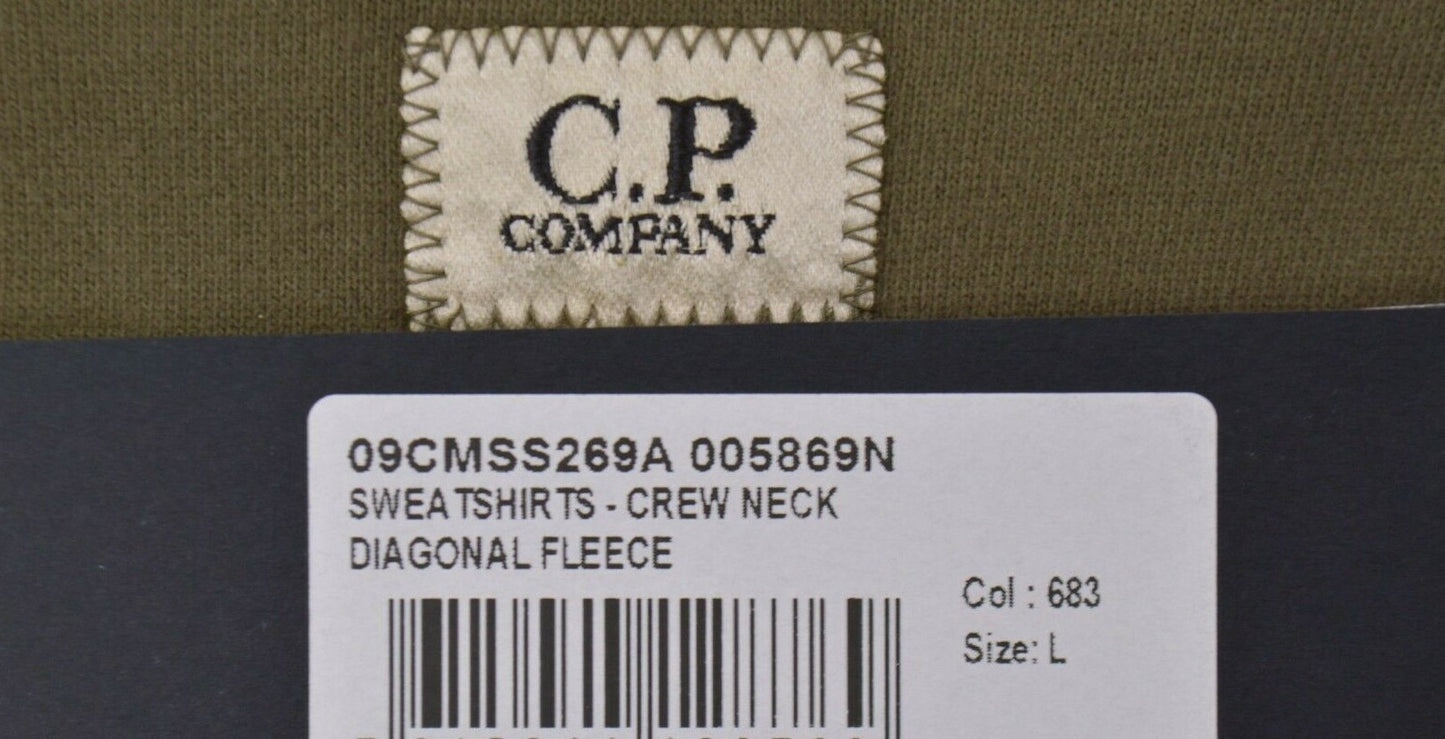 C.P.
COMPANY
09CMSS269A 005869N
SWEATSHIRTS - CREW NECK
DIAGONAL FLEECE
Col : 683
Size: L